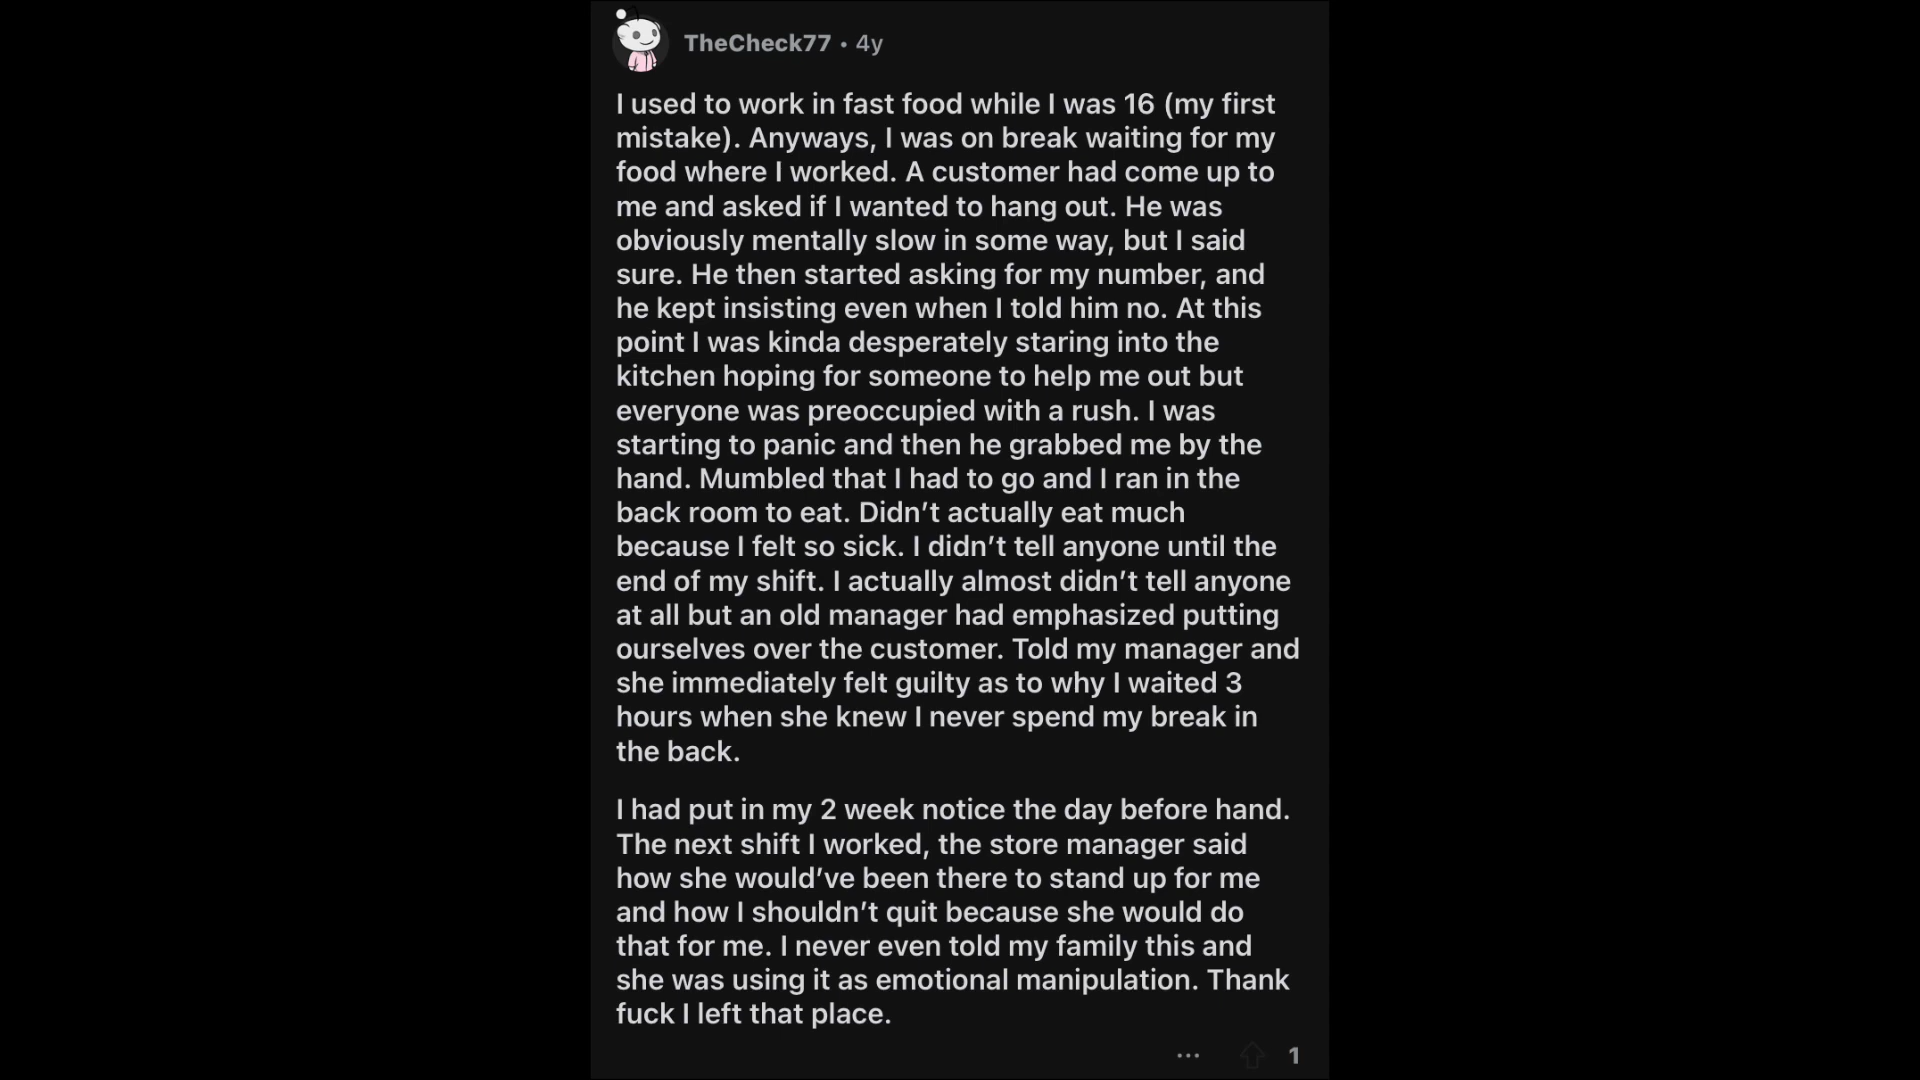 TheCheck77 • 4y
I used to work in fast food while I was 16 (my first
mistake). Anyways, I was on break waiting for my
food where I worked. A customer had come up to
me and asked if I wanted to hang out. He was
obviously mentally slow in some way, but I said
sure. He then started asking for my number, and
he kept insisting even when I told him no. At this
point I was kinda desperately staring into the
kitchen hoping for someone to help me out but
everyone was preoccupied with a rush. I was
starting to panic and then he grabbed me by the
hand. Mumbled that I had to go and I ran in the
back room to eat. Didn’t actually eat much
because I felt so sick. I didn’t tell anyone until the
end of my shift. I actually almost didn’t tell anyone
at all but an old manager had emphasized putting
ourselves over the customer. Told my manager and
she immediately felt guilty as to why I waited 3
hours when she knew I never spend my break in
the back.
I had put in my 2 week notice the day before hand.
The next shift I worked, the store manager said
how she would’ve been there to stand up for me
and how I shouldn’t quit because she would do
that for me. I never even told my family this and
she was using it as emotional manipulation. Thank
fuck I left that place.
... 1